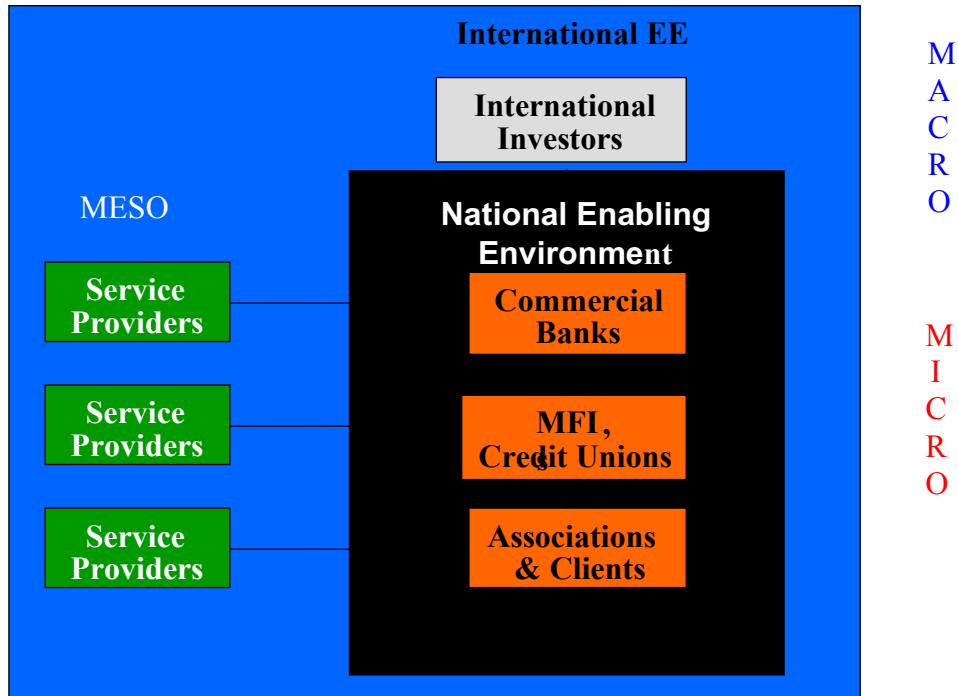 International EE
International
Investors
MESO
National Enabling
Environment
Service
Providers
Commercial
Banks
Service
Providers
MFI,
Credit Unions
s
Service
Providers
Associations
& Clients
M
A
C
R
O
M
I
C
R
O